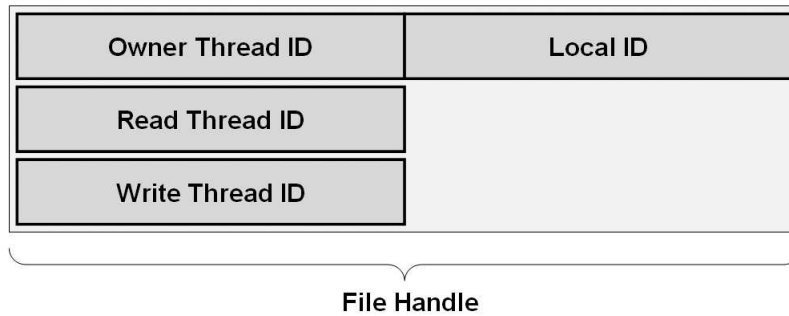 Owner Thread ID Local ID
Read Thread ID
Write Thread ID
File Handle